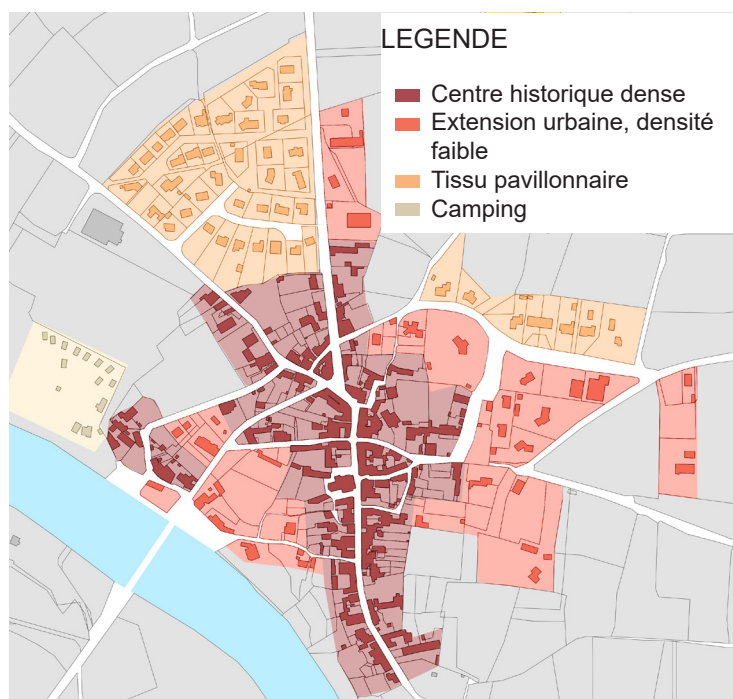 LEGENDE
Centre historique dense
Extension urbaine, densité
faible
Tissu pavillonnaire
Camping